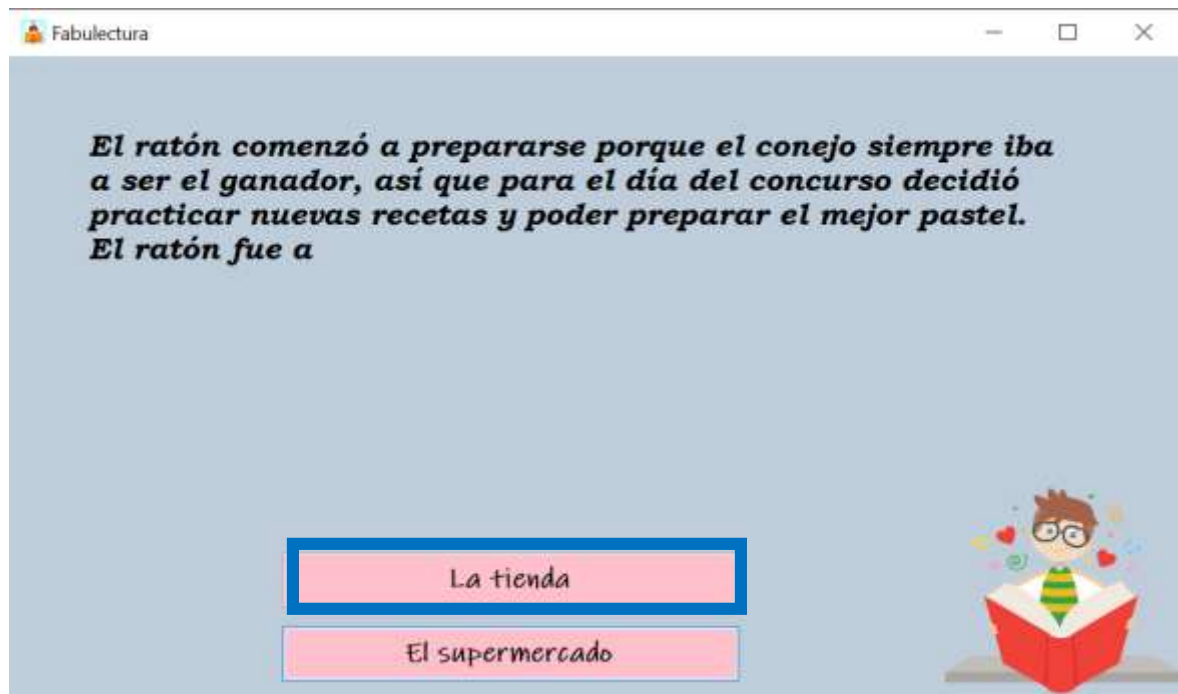 Fabulectura
El ratón comenzó a prepararse porque el conejo siempre iba
a ser el ganador, así que para el día del concurso decidió
practicar nuevas recetas y poder preparar el mejor pastel.
El ratón fue a
La tienda
El supermercado